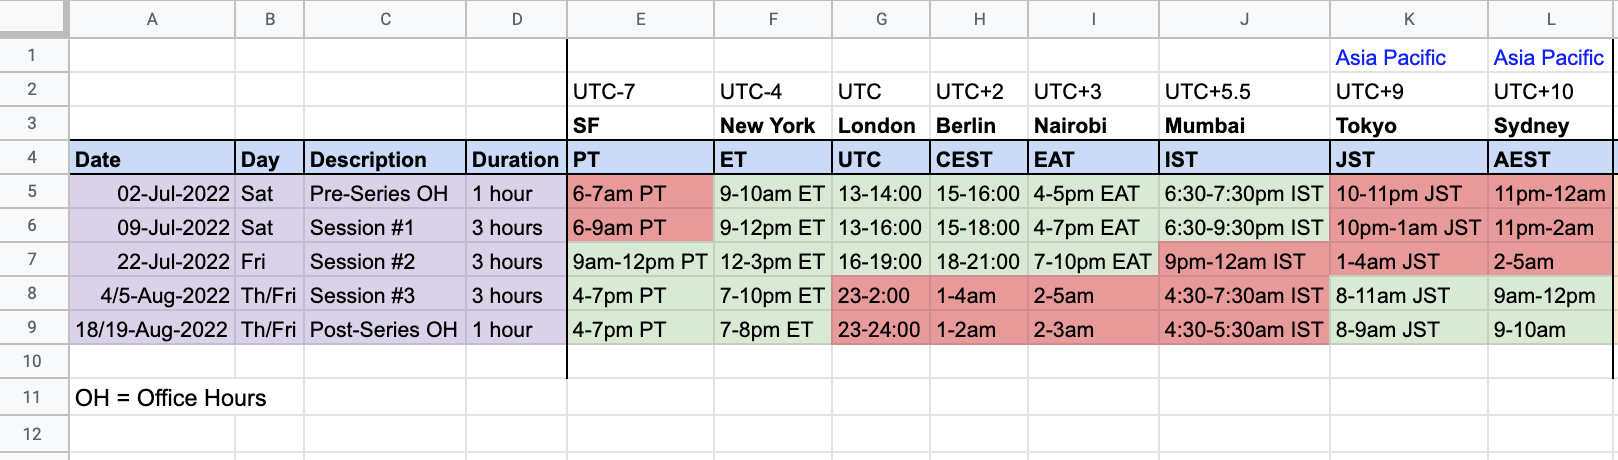 A B C D E F G H I J K L
1 Asia Pacific Asia Pacific
2 UTC-7 UTC-4 UTC UTC+2 UTC+3 UTC+5.5 UTC+9 UTC+10
3 SF New York London Berlin Nairobi Mumbai Tokyo Sydney
4 Date Day Description Duration PT ET UTC CEST EAT IST JST AEST
5 02-Jul-2022 Sat Pre-Series OH 1 hour 6-7am PT 9-10am ET 13-14:00 15-16:00 4-5pm EAT 6:30-7:30pm IST 10-11pm JST 11pm-12am
6 09-Jul-2022 Sat Session #1 3 hours 6-9am PT 9-12pm ET 13-16:00 15-18:00 4-7pm EAT 6:30-9:30pm IST 10pm-1am JST 11pm-2am
7 22-Jul-2022 Fri Session #2 3 hours 9am-12pm PT 12-3pm ET 16-19:00 18-21:00 7-10pm EAT 9pm-12am IST 1-4am JST 2-5am
8 4/5-Aug-2022 Th/Fri Session #3 3 hours 4-7pm PT 7-10pm ET 23-2:00 1-4am 2-5am 4:30-7:30am IST 8-11am JST 9am-12pm
9 18/19-Aug-2022 Th/Fri Post-Series OH 1 hour 4-7pm PT 7-8pm ET 23-24:00 1-2am 2-3am 4:30-5:30am IST 8-9am JST 9-10am
10
11 OH = Office Hours
12